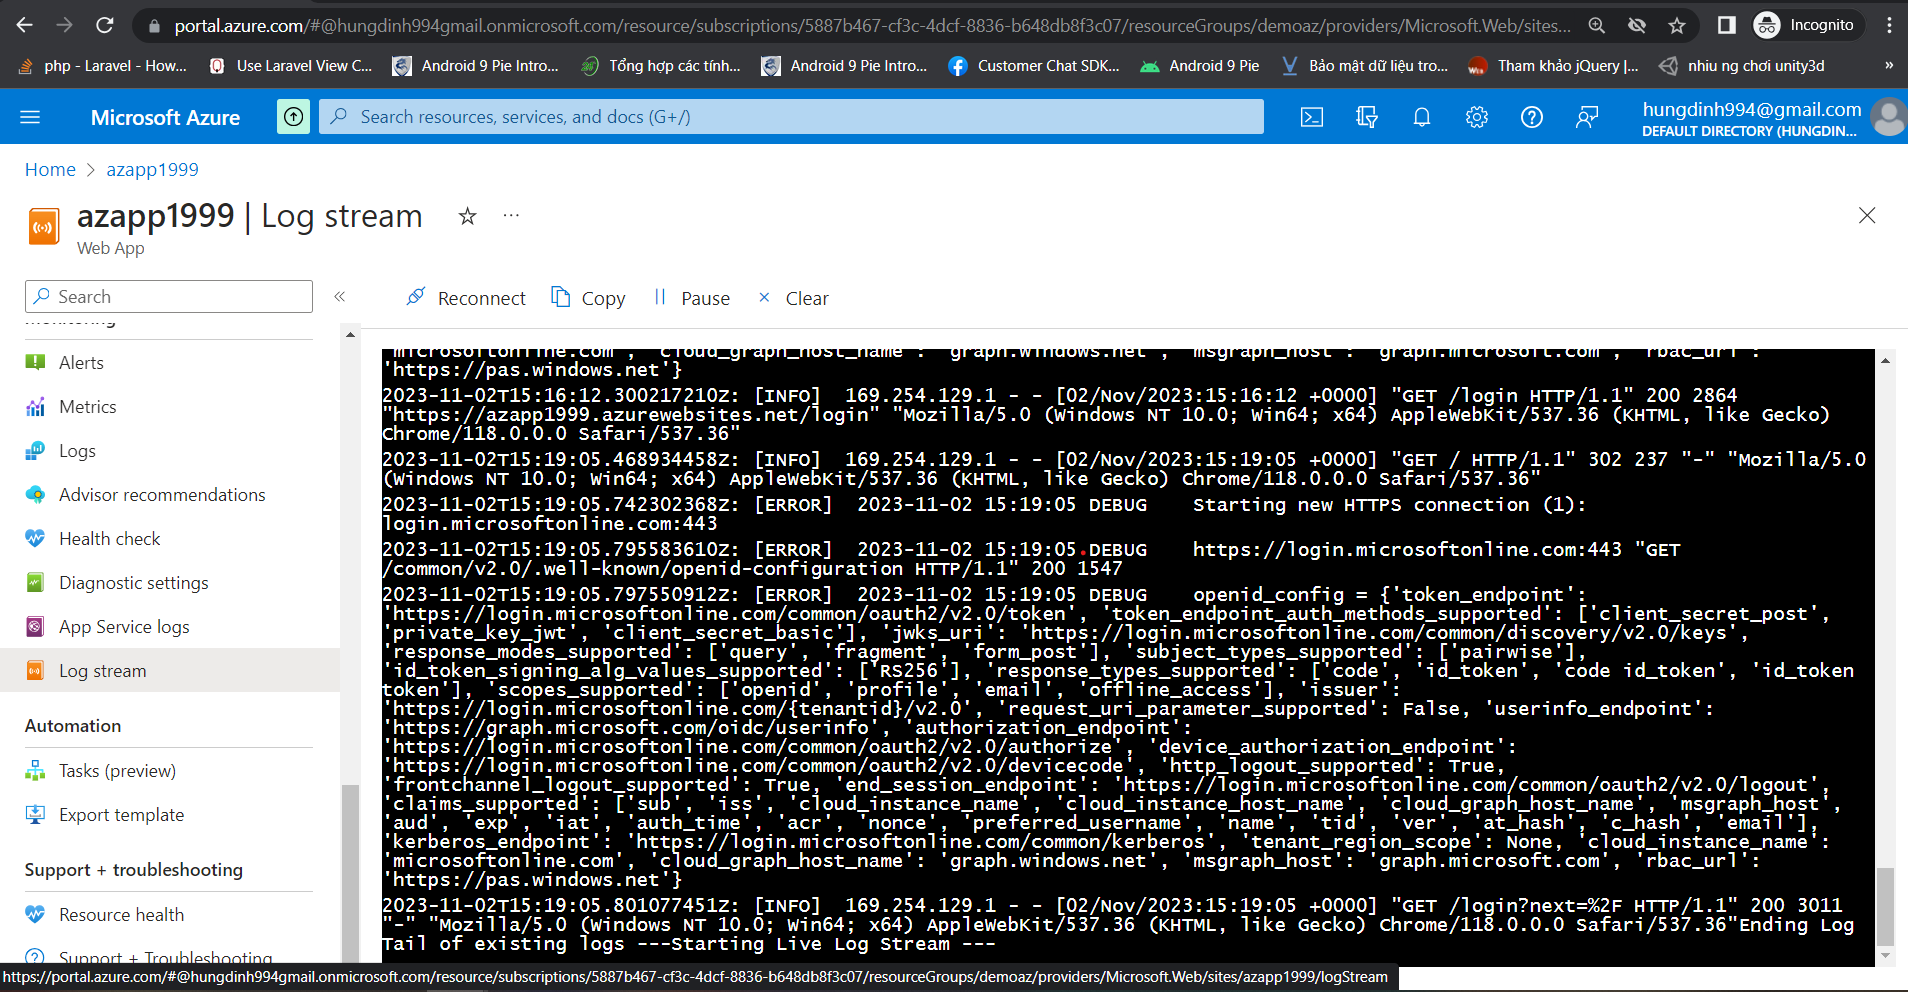 portal.azure.com/#@hungdinh994gmail.onmicrosoft.com/resource/subscriptions/5887b467-cf3c-4dcf-8836-b648db8f3c07/resourceGroups/demoaz/providers/Microsoft.Web/sites...
Incognito
php - Laravel - How...
Use Laravel View C...
Android 9 Pie Intro...
Tổng hợp các tính...
Android 9 Pie Intro...
Customer Chat SDK...
Android 9 Pie
Bảo mật dữ liệu tro...
Tham khảo jQuery |...
nhiu ng chơi unity3d
»
Microsoft Azure
Search resources, services, and docs (G+/)
hungdinh994@gmail.com
DEFAULT DIRECTORY (HUNGDIN...
Home > azapp1999
azapp1999 | Log stream
Web App
Search
Reconnect
Copy
Pause
Clear
Monitoring
Alerts
Metrics
Logs
Advisor recommendations
Health check
Diagnostic settings
App Service logs
Log stream
Automation
Tasks (preview)
Export template
Support + troubleshooting
Resource health
Support + Troubleshooting
'microsoftonline.com', 'cloud_graph_host_name': 'graph.windows.net', 'msgraph_host': 'graph.microsoft.com', 'rbac_url':
'https://pas.windows.net'}
2023-11-02T15:16:12.300217210Z: [INFO]  169.254.129.1 - - [02/Nov/2023:15:16:12 +0000] "GET /login HTTP/1.1" 200 2864
"https://azapp1999.azurewebsites.net/login" "Mozilla/5.0 (Windows NT 10.0; Win64; x64) AppleWebKit/537.36 (KHTML, like Gecko)
Chrome/118.0.0.0 Safari/537.36"
2023-11-02T15:19:05.468934458Z: [INFO]  169.254.129.1 - - [02/Nov/2023:15:19:05 +0000] "GET / HTTP/1.1" 302 237 "-" "Mozilla/5.0
(Windows NT 10.0; Win64; x64) AppleWebKit/537.36 (KHTML, like Gecko) Chrome/118.0.0.0 Safari/537.36"
2023-11-02T15:19:05.742302368Z: [ERROR]  2023-11-02 15:19:05 DEBUG    Starting new HTTPS connection (1):
login.microsoftonline.com:443
2023-11-02T15:19:05.795583610Z: [ERROR]  2023-11-02 15:19:05 DEBUG    https://login.microsoftonline.com:443 "GET
/common/v2.0/.well-known/openid-configuration HTTP/1.1" 200 1547
2023-11-02T15:19:05.797550912Z: [ERROR]  2023-11-02 15:19:05 DEBUG    openid_config = {'token_endpoint':
'https://login.microsoftonline.com/common/oauth2/v2.0/token', 'token_endpoint_auth_methods_supported': ['client_secret_post',
'private_key_jwt', 'client_secret_basic'], 'jwks_uri': 'https://login.microsoftonline.com/common/discovery/v2.0/keys',
'response_modes_supported': ['query', 'fragment', 'form_post'], 'subject_types_supported': ['pairwise'],
'id_token_signing_alg_values_supported': ['RS256'], 'response_types_supported': ['code', 'id_token', 'code id_token', 'id_token
token'], 'scopes_supported': ['openid', 'profile', 'email', 'offline_access'], 'issuer':
'https://login.microsoftonline.com/{tenantid}/v2.0', 'request_uri_parameter_supported': False, 'userinfo_endpoint':
'https://graph.microsoft.com/oidc/userinfo', 'authorization_endpoint':
'https://login.microsoftonline.com/common/oauth2/v2.0/authorize', 'device_authorization_endpoint':
'https://login.microsoftonline.com/common/oauth2/v2.0/devicecode', 'http_logout_supported': True,
'frontchannel_logout_supported': True, 'end_session_endpoint': 'https://login.microsoftonline.com/common/oauth2/v2.0/logout',
'claims_supported': ['sub', 'iss', 'cloud_instance_name', 'cloud_instance_host_name', 'cloud_graph_host_name', 'msgraph_host',
'aud', 'exp', 'iat', 'auth_time', 'acr', 'nonce', 'preferred_username', 'name', 'tid', 'ver', 'at_hash', 'c_hash', 'email'],
'kerberos_endpoint': 'https://login.microsoftonline.com/common/kerberos', 'tenant_region_scope': None, 'cloud_instance_name':
'microsoftonline.com', 'cloud_graph_host_name': 'graph.windows.net', 'msgraph_host': 'graph.microsoft.com', 'rbac_url':
'https://pas.windows.net'}
2023-11-02T15:19:05.801077451Z: [INFO]  169.254.129.1 - - [02/Nov/2023:15:19:05 +0000] "GET /login?next=%2F HTTP/1.1" 200 3011
"-" "Mozilla/5.0 (Windows NT 10.0; Win64; x64) AppleWebKit/537.36 (KHTML, like Gecko) Chrome/118.0.0.0 Safari/537.36"Ending Log
Tail of existing logs ---Starting Live Log Stream ---
https://portal.azure.com/#@hungdinh994gmail.onmicrosoft.com/resource/subscriptions/5887b467-cf3c-4dcf-8836-b648db8f3c07/resourceGroups/demoaz/providers/Microsoft.Web/sites/azapp1999/logStream